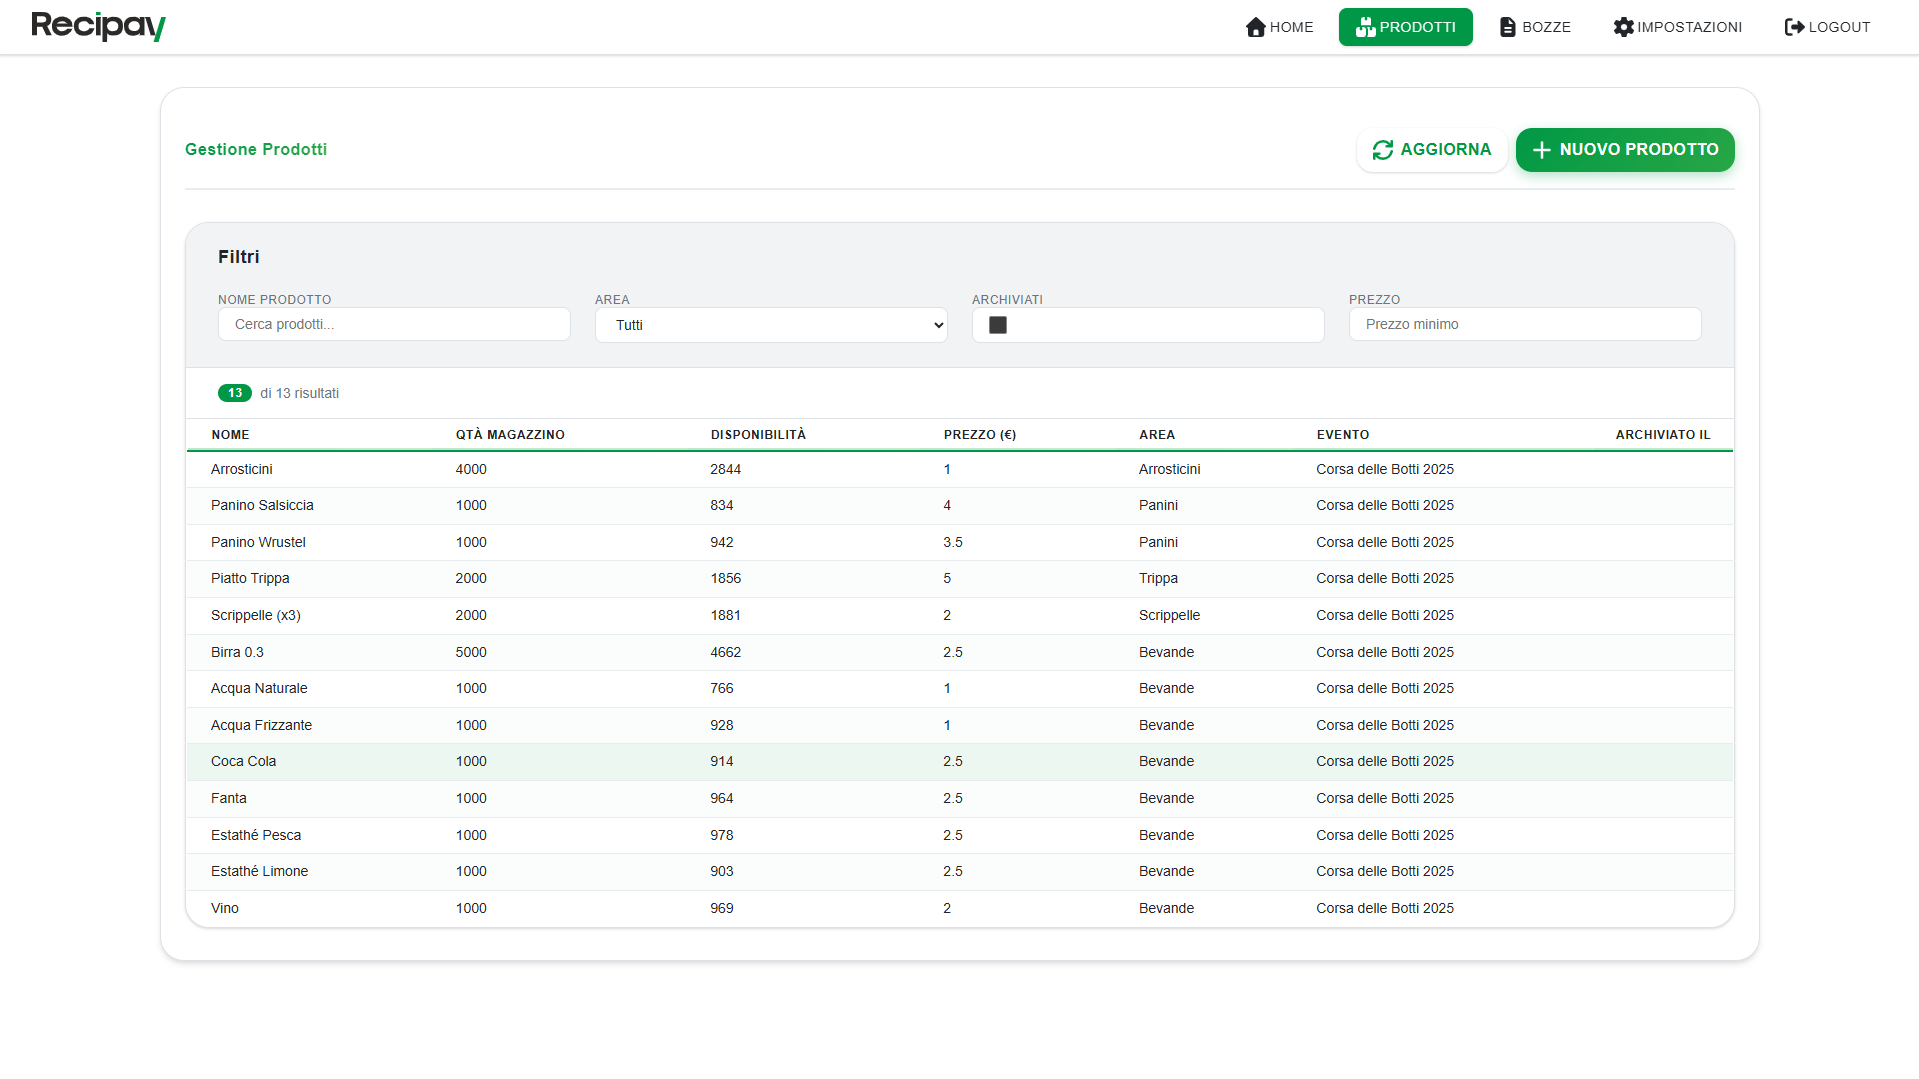 Recipay
HOME PRODOTTI BOZZE IMPOSTAZIONI LOGOUT
Gestione Prodotti AGGIORNA NUOVO PRODOTTO
Filtri
NOME PRODOTTO AREA ARCHIVIATI PREZZO
Cerca prodotti... Tutti Prezzo minimo
13 di 13 risultati
NOME QTÀ MAGAZZINO DISPONIBILITÀ PREZZO (€) AREA EVENTO ARCHIVIATO IL
Arrosticini 4000 2844 1 Arrosticini Corsa delle Botti 2025
Panino Salsiccia 1000 834 4 Panini Corsa delle Botti 2025
Panino Wrustel 1000 942 3.5 Panini Corsa delle Botti 2025
Piatto Trippa 2000 1856 5 Trippa Corsa delle Botti 2025
Scrippelle (x3) 2000 1881 2 Scrippelle Corsa delle Botti 2025
Birra 0.3 5000 4662 2.5 Bevande Corsa delle Botti 2025
Acqua Naturale 1000 766 1 Bevande Corsa delle Botti 2025
Acqua Frizzante 1000 928 1 Bevande Corsa delle Botti 2025
Coca Cola 1000 914 2.5 Bevande Corsa delle Botti 2025
Fanta 1000 964 2.5 Bevande Corsa delle Botti 2025
Estathé Pesca 1000 978 2.5 Bevande Corsa delle Botti 2025
Estathé Limone 1000 903 2.5 Bevande Corsa delle Botti 2025
Vino 1000 969 2 Bevande Corsa delle Botti 2025